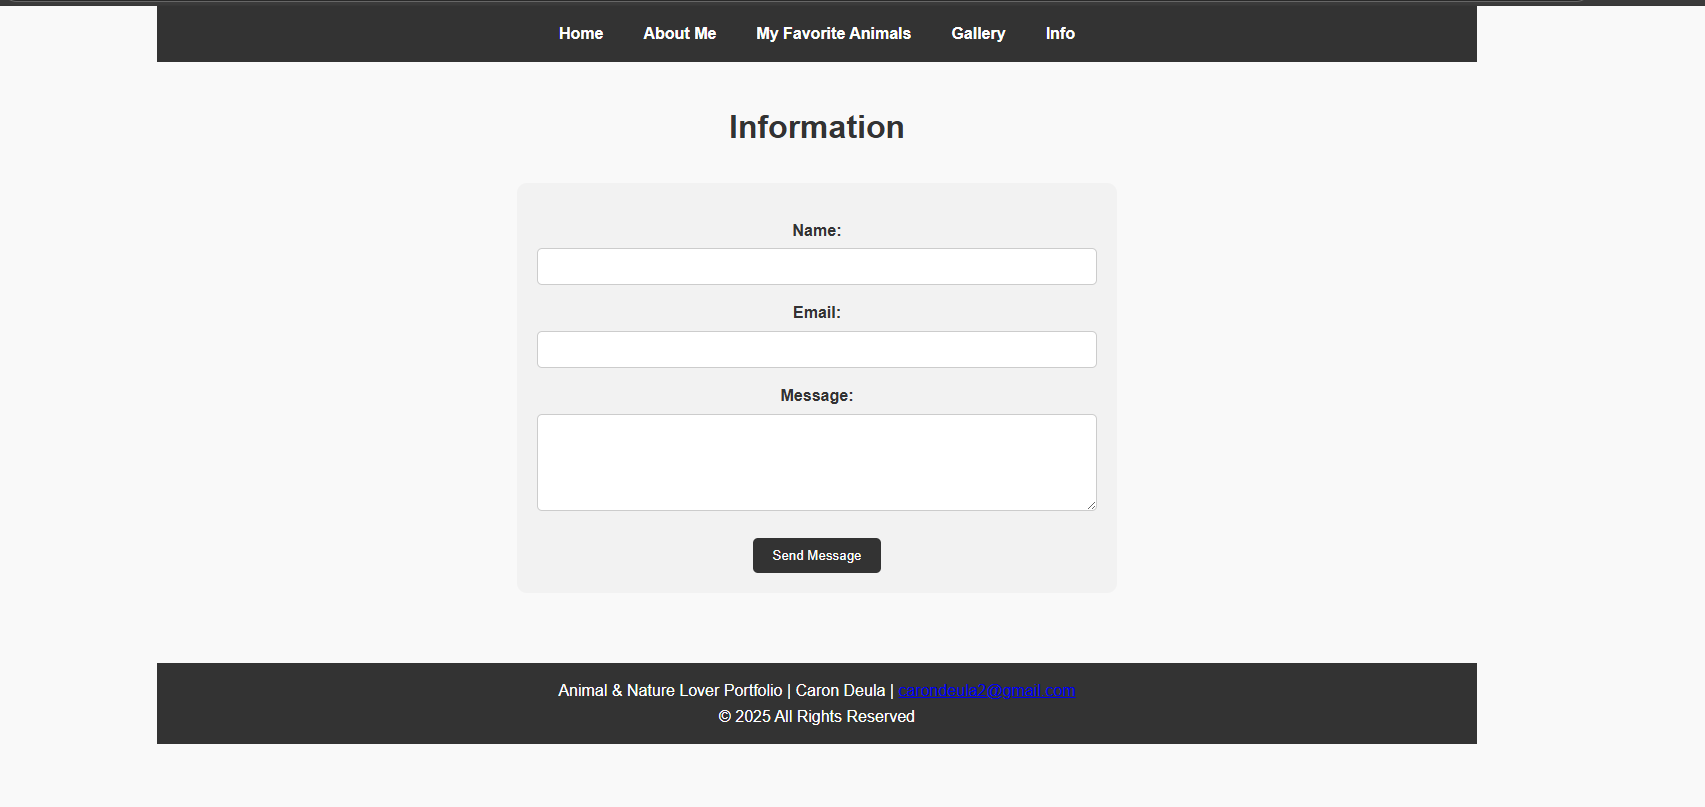 Home About Me My Favorite Animals Gallery Info
Information
Name:
Email:
Message:
Send Message
Animal & Nature Lover Portfolio | Caron Deula | carondeula2@gmail.com
© 2025 All Rights Reserved